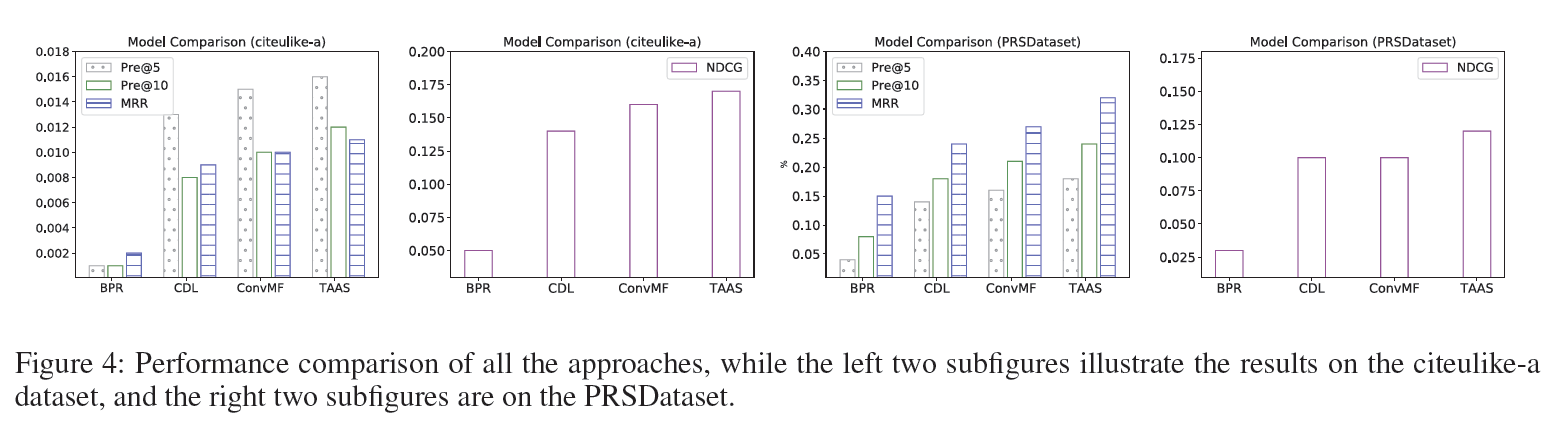 Model Comparison (citeulike-a)
0.018
0.016
0.014
0.012
0.010
0.008
0.006
0.004
0.002
Pre@5
Pre@10
MRR
BPR CDL ConvMF TAAS
Model Comparison (citeulike-a)
0.200
0.175
0.150
0.125
0.100
0.075
0.050
NDCG
BPR CDL ConvMF TAAS
Model Comparison (PRSDataset)
0.40
0.35
0.30
0.25
0.20
0.15
0.10
0.05
%
Pre@5
Pre@10
MRR
BPR CDL ConvMF TAAS
Model Comparison (PRSDataset)
0.175
0.150
0.125
0.100
0.075
0.050
0.025
NDCG
BPR CDL ConvMF TAAS
Figure 4: Performance comparison of all the approaches, while the left two subfigures illustrate the results on the citeulike-a
dataset, and the right two subfigures are on the PRSDataset.